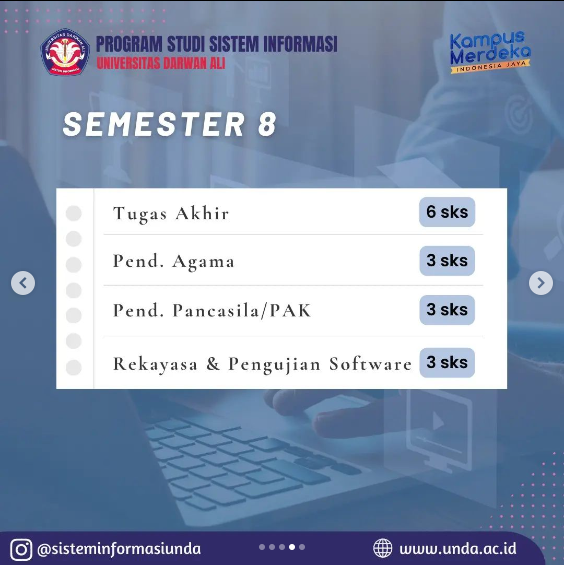 PROGRAM STUDI SISTEM INFORMASI
UNIVERSITAS DARWAN ALI
Kampus
Merdeka
INDONESIA JAYA
SEMESTER 8
Tugas Akhir 6 sks
Pend. Agama 3 sks
Pend. Pancasila/PAK 3 sks
Rekayasa & Pengujian Software 3 sks
@sisteminformasiunda
www.unda.ac.id